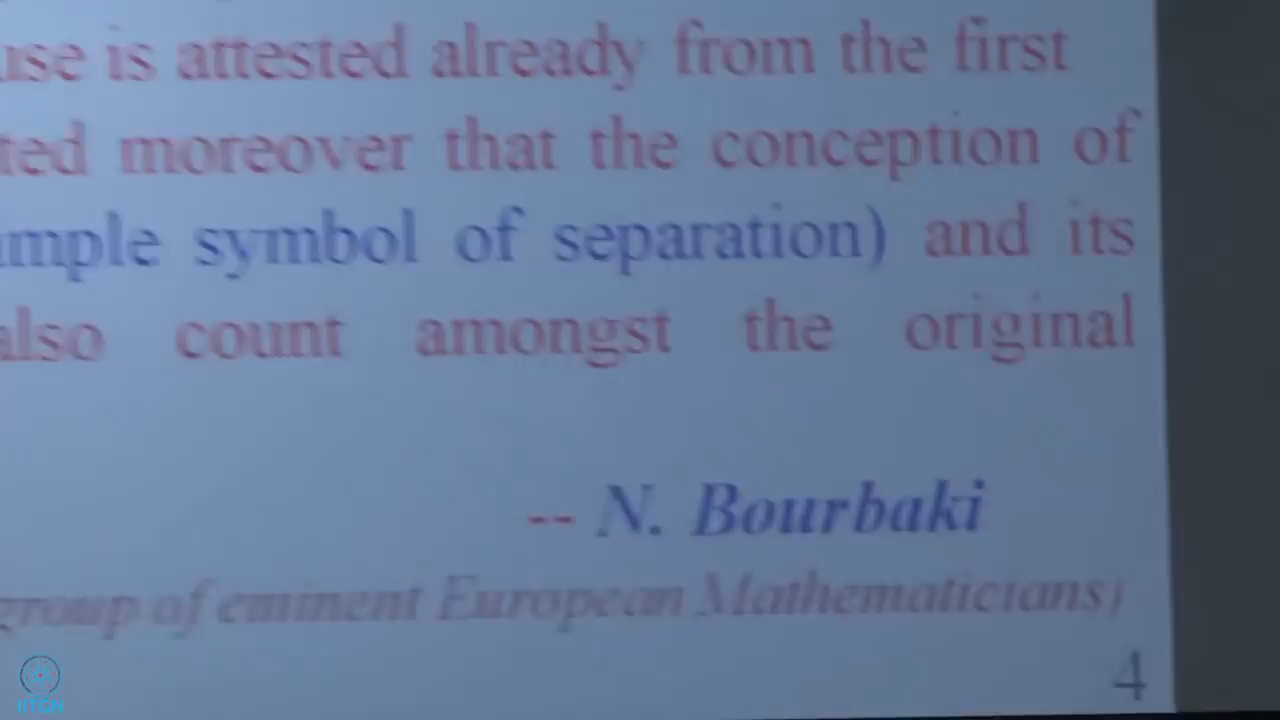 use is attested already from the first
ted moreover that the conception of
mple symbol of separation) and its
also count amongst the original
-- N. Bourbaki
group of eminent European Mathematicians)
4
IITGN